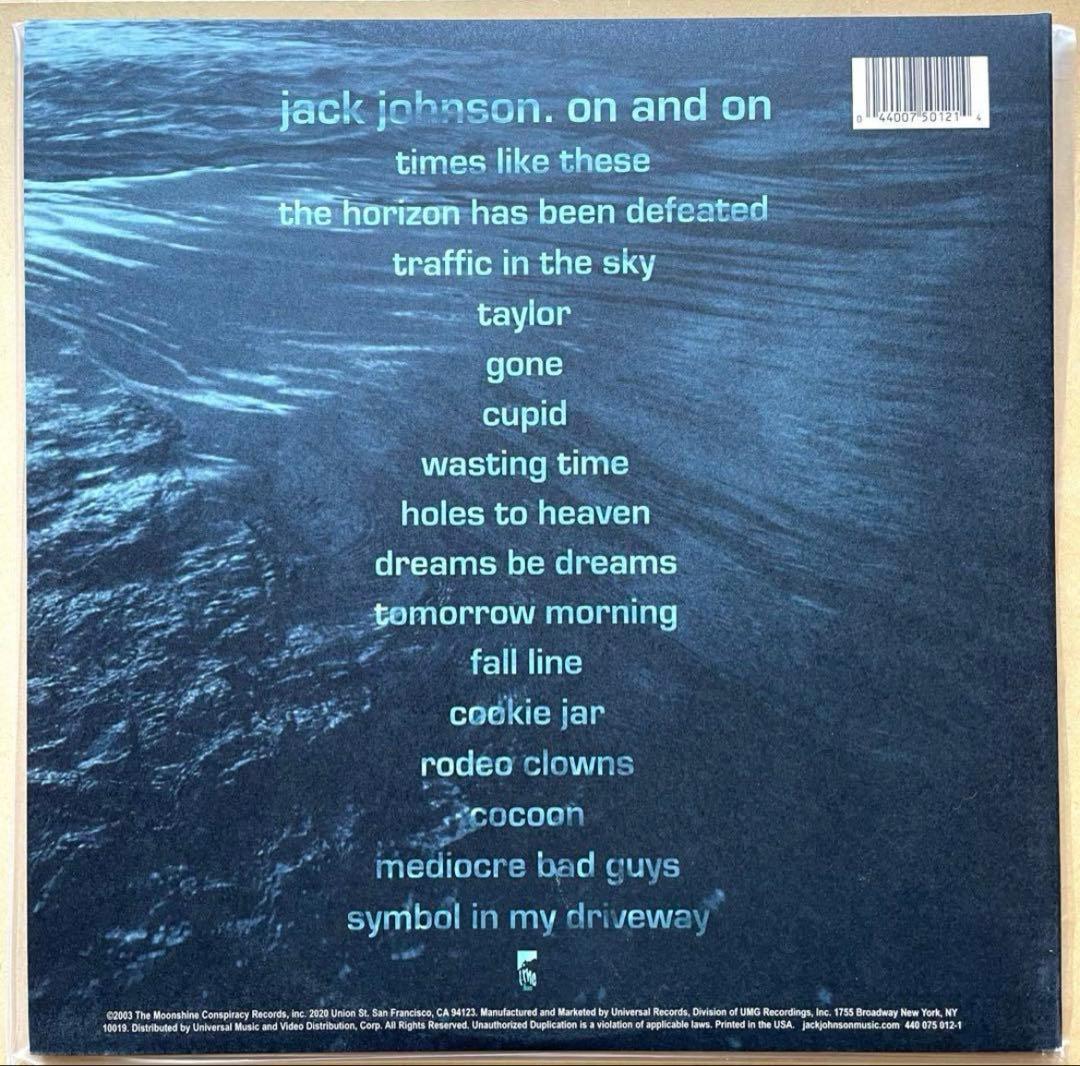 jack johnson. on and on
0 44007 50121 4
times like these
the horizon has been defeated
traffic in the sky
taylor
gone
cupid
wasting time
holes to heaven
dreams be dreams
tomorrow morning
fall line
cookie jar
rodeo clowns
cocoon
mediocre bad guys
symbol in my driveway
©2003 The Moonshine Conspiracy Records, inc. 2020 Union St. San Francisco, CA 94123. Manufactured and Marketed by Universal Records, Division of UMG Recordings, Inc. 1755 Broadway New York, NY
10019. Distributed by Universal Music and Video Distribution, Corp. All Rights Reserved. Unauthorized Duplication is a violation of applicable laws. Printed in the USA. jackjohnsonmusic.com 440 075 012-1